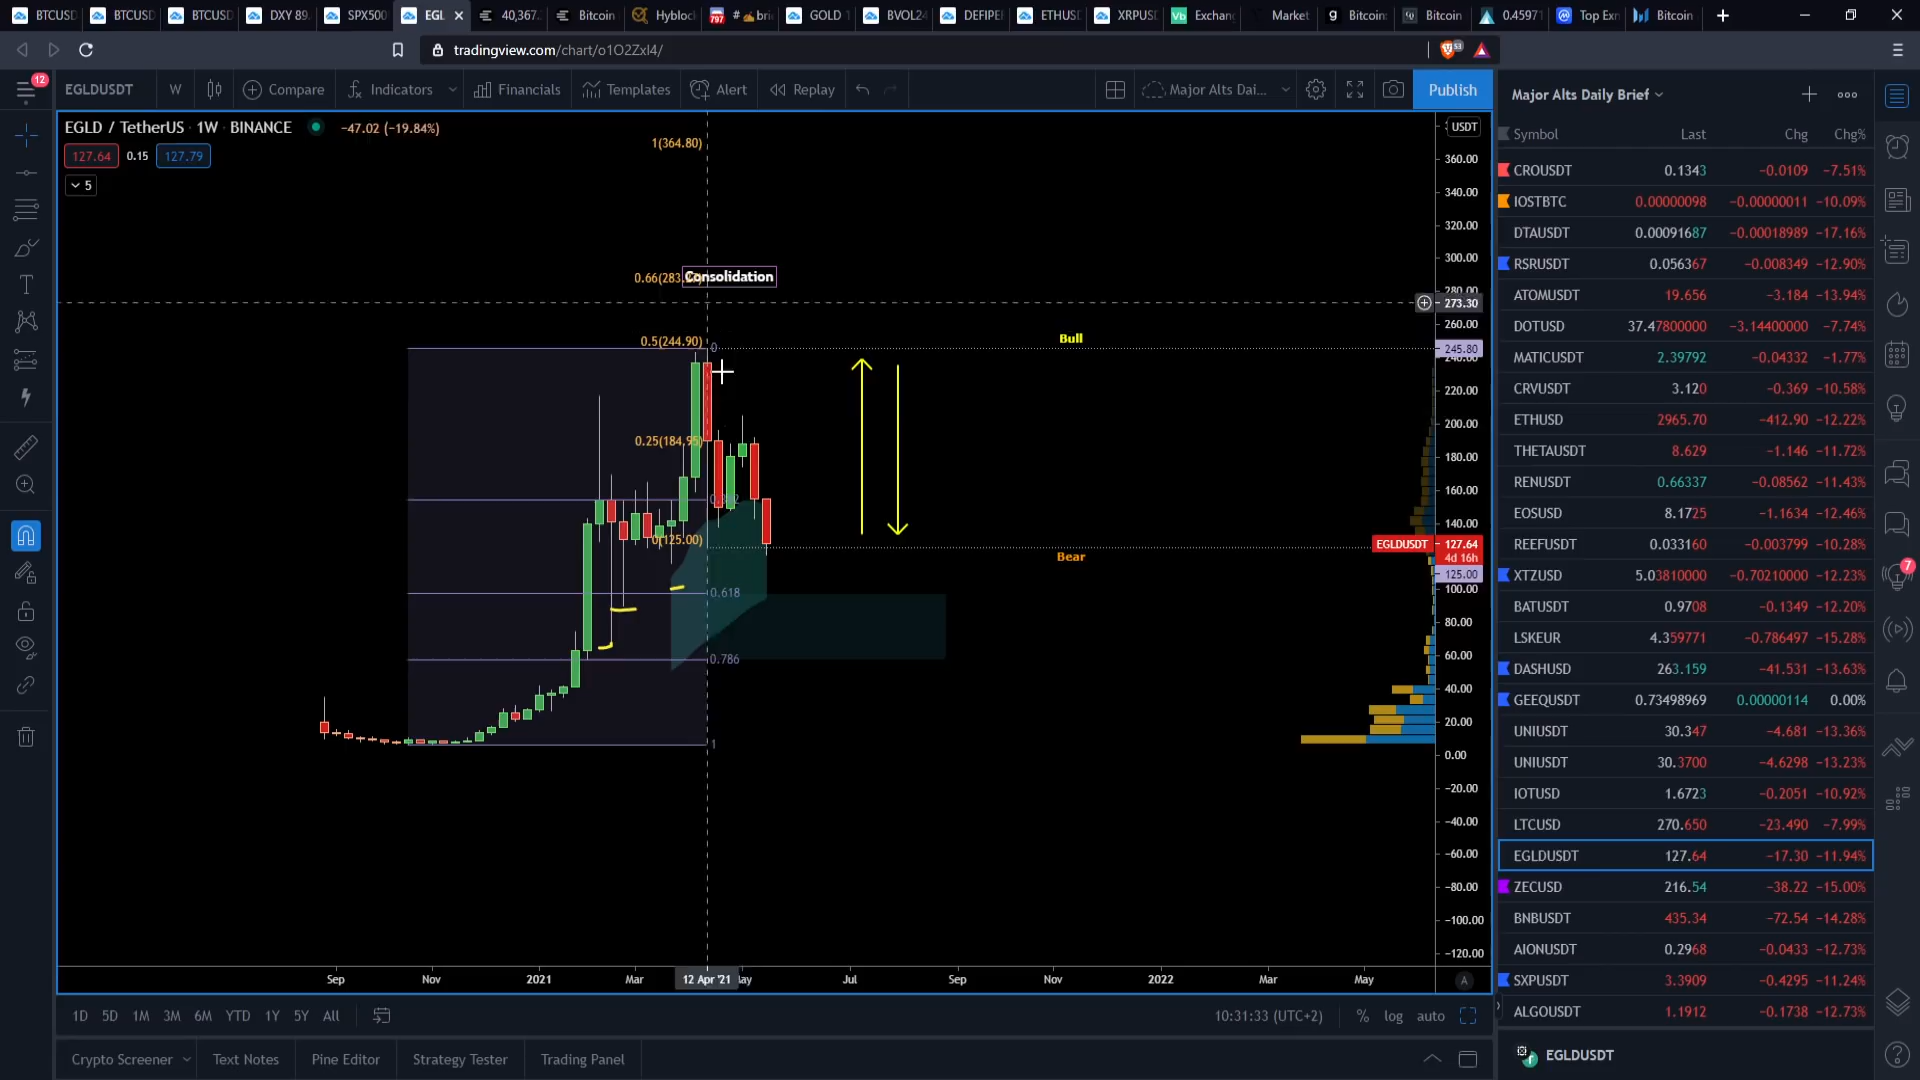 BTCUSD BTCUSD BTCUSD DXY 89. SPX500 EGL 40,367. Bitcoin Hyblock GOLD BVOL24 DEFIPER ETHUSD XRPUSD Exchang Market Bitcoin Bitcoin 0.45971 Top Exn Bitcoin
tradingview.com/chart/o1O2ZxI4/
12 EGLDUSDT W Compare Indicators Financials Templates Alert Replay Major Alts Dai... Publish
EGLD / TetherUS · 1W · BINANCE −47.02 (−19.84%)
127.64 0.15 127.79
5
1(364.80)
0.66(283.
Consolidation
0.5(244.90)
0
0.25(184.95)
0(125.00)
0.618
0.786
1
Bull
Bear
USDT
360.00
340.00
320.00
300.00
280.00
273.30
260.00
245.80
240.00
220.00
200.00
180.00
160.00
140.00
EGLDUSDT 127.64
4d 16h
125.00
100.00
80.00
60.00
40.00
20.00
0.00
−20.00
−40.00
−60.00
−80.00
−100.00
−120.00
Sep Nov 2021 Mar 12 Apr '21 Jul Sep Nov 2022 Mar May A
1D 5D 1M 3M 6M YTD 1Y 5Y All 10:31:33 (UTC+2) % log auto
Crypto Screener Text Notes Pine Editor Strategy Tester Trading Panel
Major Alts Daily Brief
Symbol Last Chg Chg%
CROUSDT 0.1343 −0.0109 −7.51%
IOSTBTC 0.00000098 −0.00000011 −10.09%
DTAUSDT 0.00091687 −0.00018989 −17.16%
RSRUSDT 0.056367 −0.008349 −12.90%
ATOMUSDT 19.656 −3.184 −13.94%
DOTUSD 37.47800000 −3.14400000 −7.74%
MATICUSDT 2.39792 −0.04332 −1.77%
CRVUSDT 3.120 −0.369 −10.58%
ETHUSD 2965.70 −412.90 −12.22%
THETAUSDT 8.629 −1.146 −11.72%
RENUSDT 0.66337 −0.08562 −11.43%
EOSUSD 8.1725 −1.1634 −12.46%
REEFUSDT 0.033160 −0.003799 −10.28%
XTZUSD 5.03810000 −0.70210000 −12.23%
BATUSDT 0.9708 −0.1349 −12.20%
LSKEUR 4.359771 −0.786497 −15.28%
DASHUSD 263.159 −41.531 −13.63%
GEEQUSDT 0.73498969 0.00000114 0.00%
UNIUSDT 30.347 −4.681 −13.36%
UNIUSDT 30.3700 −4.6298 −13.23%
IOTUSD 1.6723 −0.2051 −10.92%
LTCUSD 270.650 −23.490 −7.99%
EGLDUSDT 127.64 −17.30 −11.94%
ZECUSD 216.54 −38.22 −15.00%
BNBUSDT 435.34 −72.54 −14.28%
AIONUSDT 0.2968 −0.0433 −12.73%
SXPUSDT 3.3909 −0.4295 −11.24%
ALGOUSDT 1.1912 −0.1738 −12.73%
EGLDUSDT
7